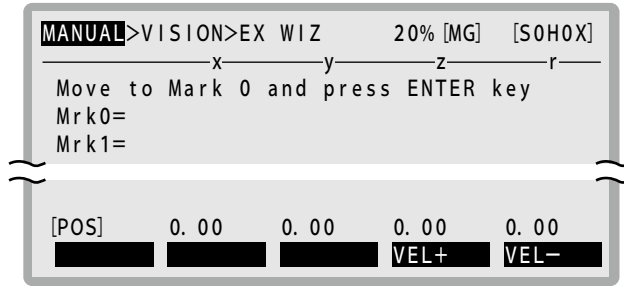 MANUAL>VISION>EX WIZ 20% [MG] [S0H0X]
x y z r
Move to Mark 0 and press ENTER key
Mrk0=
Mrk1=
[POS] 0.00 0.00 0.00 0.00
VEL+ VEL−